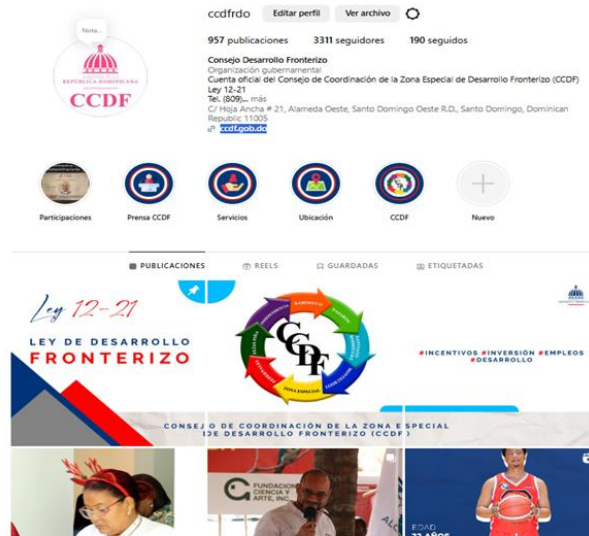 ccdfrdo Editar perfil Ver archivo
Nota...
957 publicaciones 3311 seguidores 190 seguidos
REPÚBLICA DOMINICANA
CCDF
Consejo Desarrollo Fronterizo
Organización gubernamental
Cuenta oficial del Consejo de Coordinación de la Zona Especial de Desarrollo Fronterizo (CCDF)
Ley 12-21
Tel. (809)... más
C/ Hoja Ancha # 21, Alameda Oeste, Santo Domingo Oeste R.D., Santo Domingo, Dominican
Republic 11005
ccdf.gob.do
Participaciones Prensa CCDF Servicios Ubicación CCDF Nuevo
PUBLICACIONES REELS GUARDADAS ETIQUETADAS
Ley 12-21
LEY DE DESARROLLO
FRONTERIZO
CCDF
ZONA ESPECIAL
#INCENTIVOS #INVERSIÓN #EMPLEOS
#DESARROLLO
CONSEJO DE COORDINACIÓN DE LA ZONA ESPECIAL
DE DESARROLLO FRONTERIZO (CCDF)
FUNDACIÓN
CIENCIA Y
ARTE, INC.
EDAD